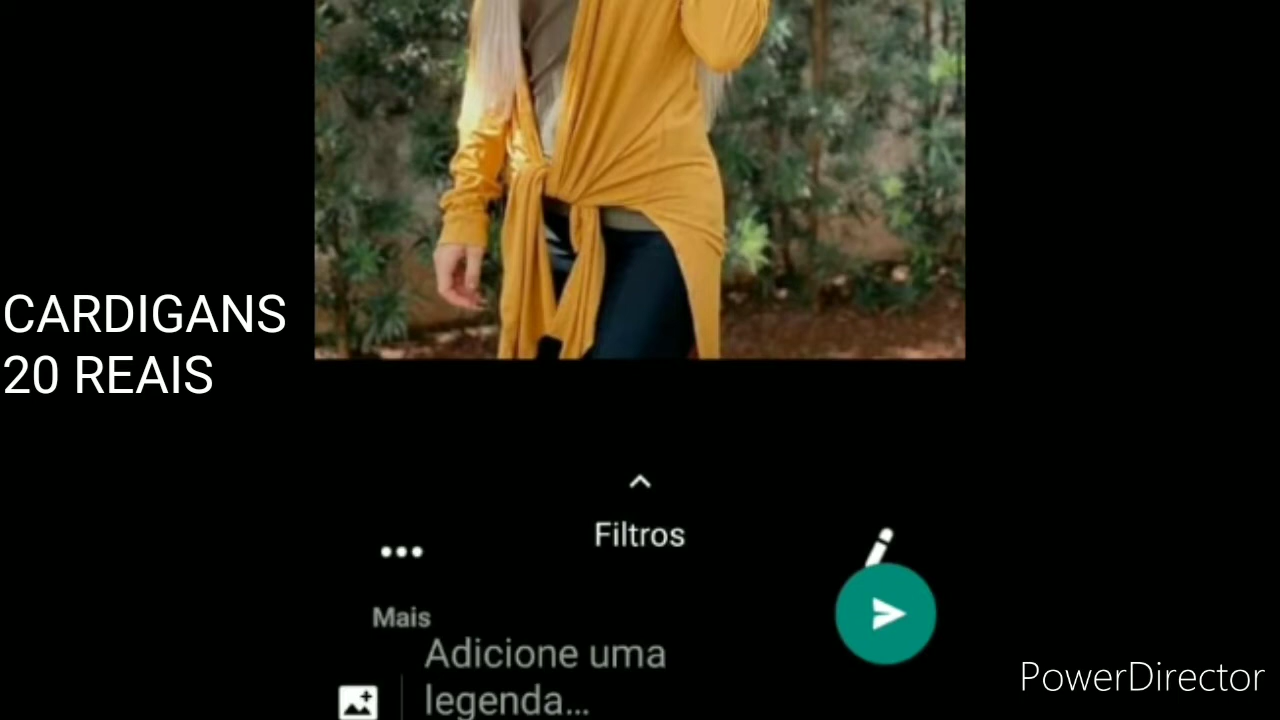 CARDIGANS
20 REAIS
Filtros
Mais
Adicione uma
legenda...
PowerDirector